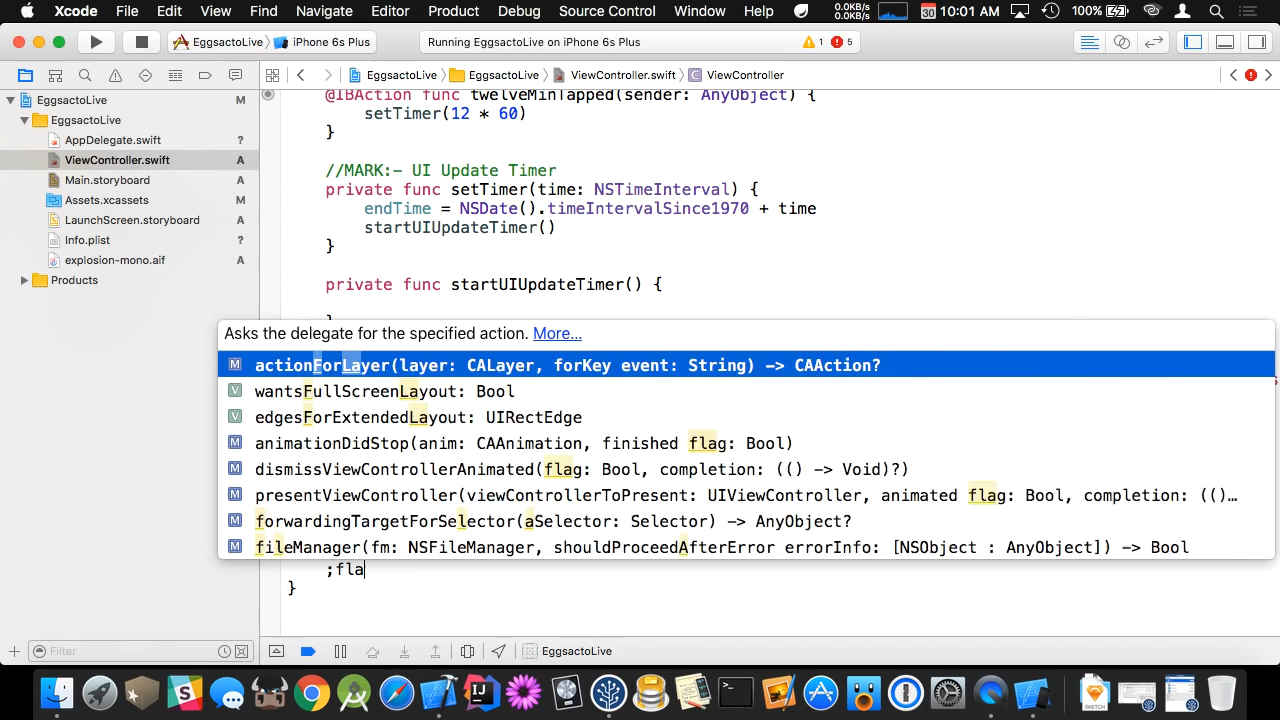 Xcode File Edit View Find Navigate Editor Product Debug Source Control Window Help 0.0KB/s 0.0KB/s 30 10:01 AM 100%
EggsactoLive iPhone 6s Plus Running EggsactoLive on iPhone 6s Plus 1 5
EggsactoLive EggsactoLive ViewController.swift C ViewController
EggsactoLive M
EggsactoLive
AppDelegate.swift ?
ViewController.swift A
Main.storyboard A
Assets.xcassets M
LaunchScreen.storyboard A
Info.plist ?
explosion-mono.aif A
Products
@IBAction func twelveMinTapped(sender: AnyObject) {
setTimer(12 * 60)
}
//MARK:- UI Update Timer
private func setTimer(time: NSTimeInterval) {
endTime = NSDate().timeIntervalSince1970 + time
startUIUpdateTimer()
}
private func startUIUpdateTimer() {
Asks the delegate for the specified action. More...
M actionForLayer(layer: CALayer, forKey event: String) -> CAAction?
V wantsFullScreenLayout: Bool
V edgesForExtendedLayout: UIRectEdge
M animationDidStop(anim: CAAnimation, finished flag: Bool)
M dismissViewControllerAnimated(flag: Bool, completion: (() -> Void)?)
M presentViewController(viewControllerToPresent: UIViewController, animated flag: Bool, completion: (()...
M forwardingTargetForSelector(aSelector: Selector) -> AnyObject?
M fileManager(fm: NSFileManager, shouldProceedAfterError errorInfo: [NSObject : AnyObject]) -> Bool
;fla
}
Filter EggsactoLive